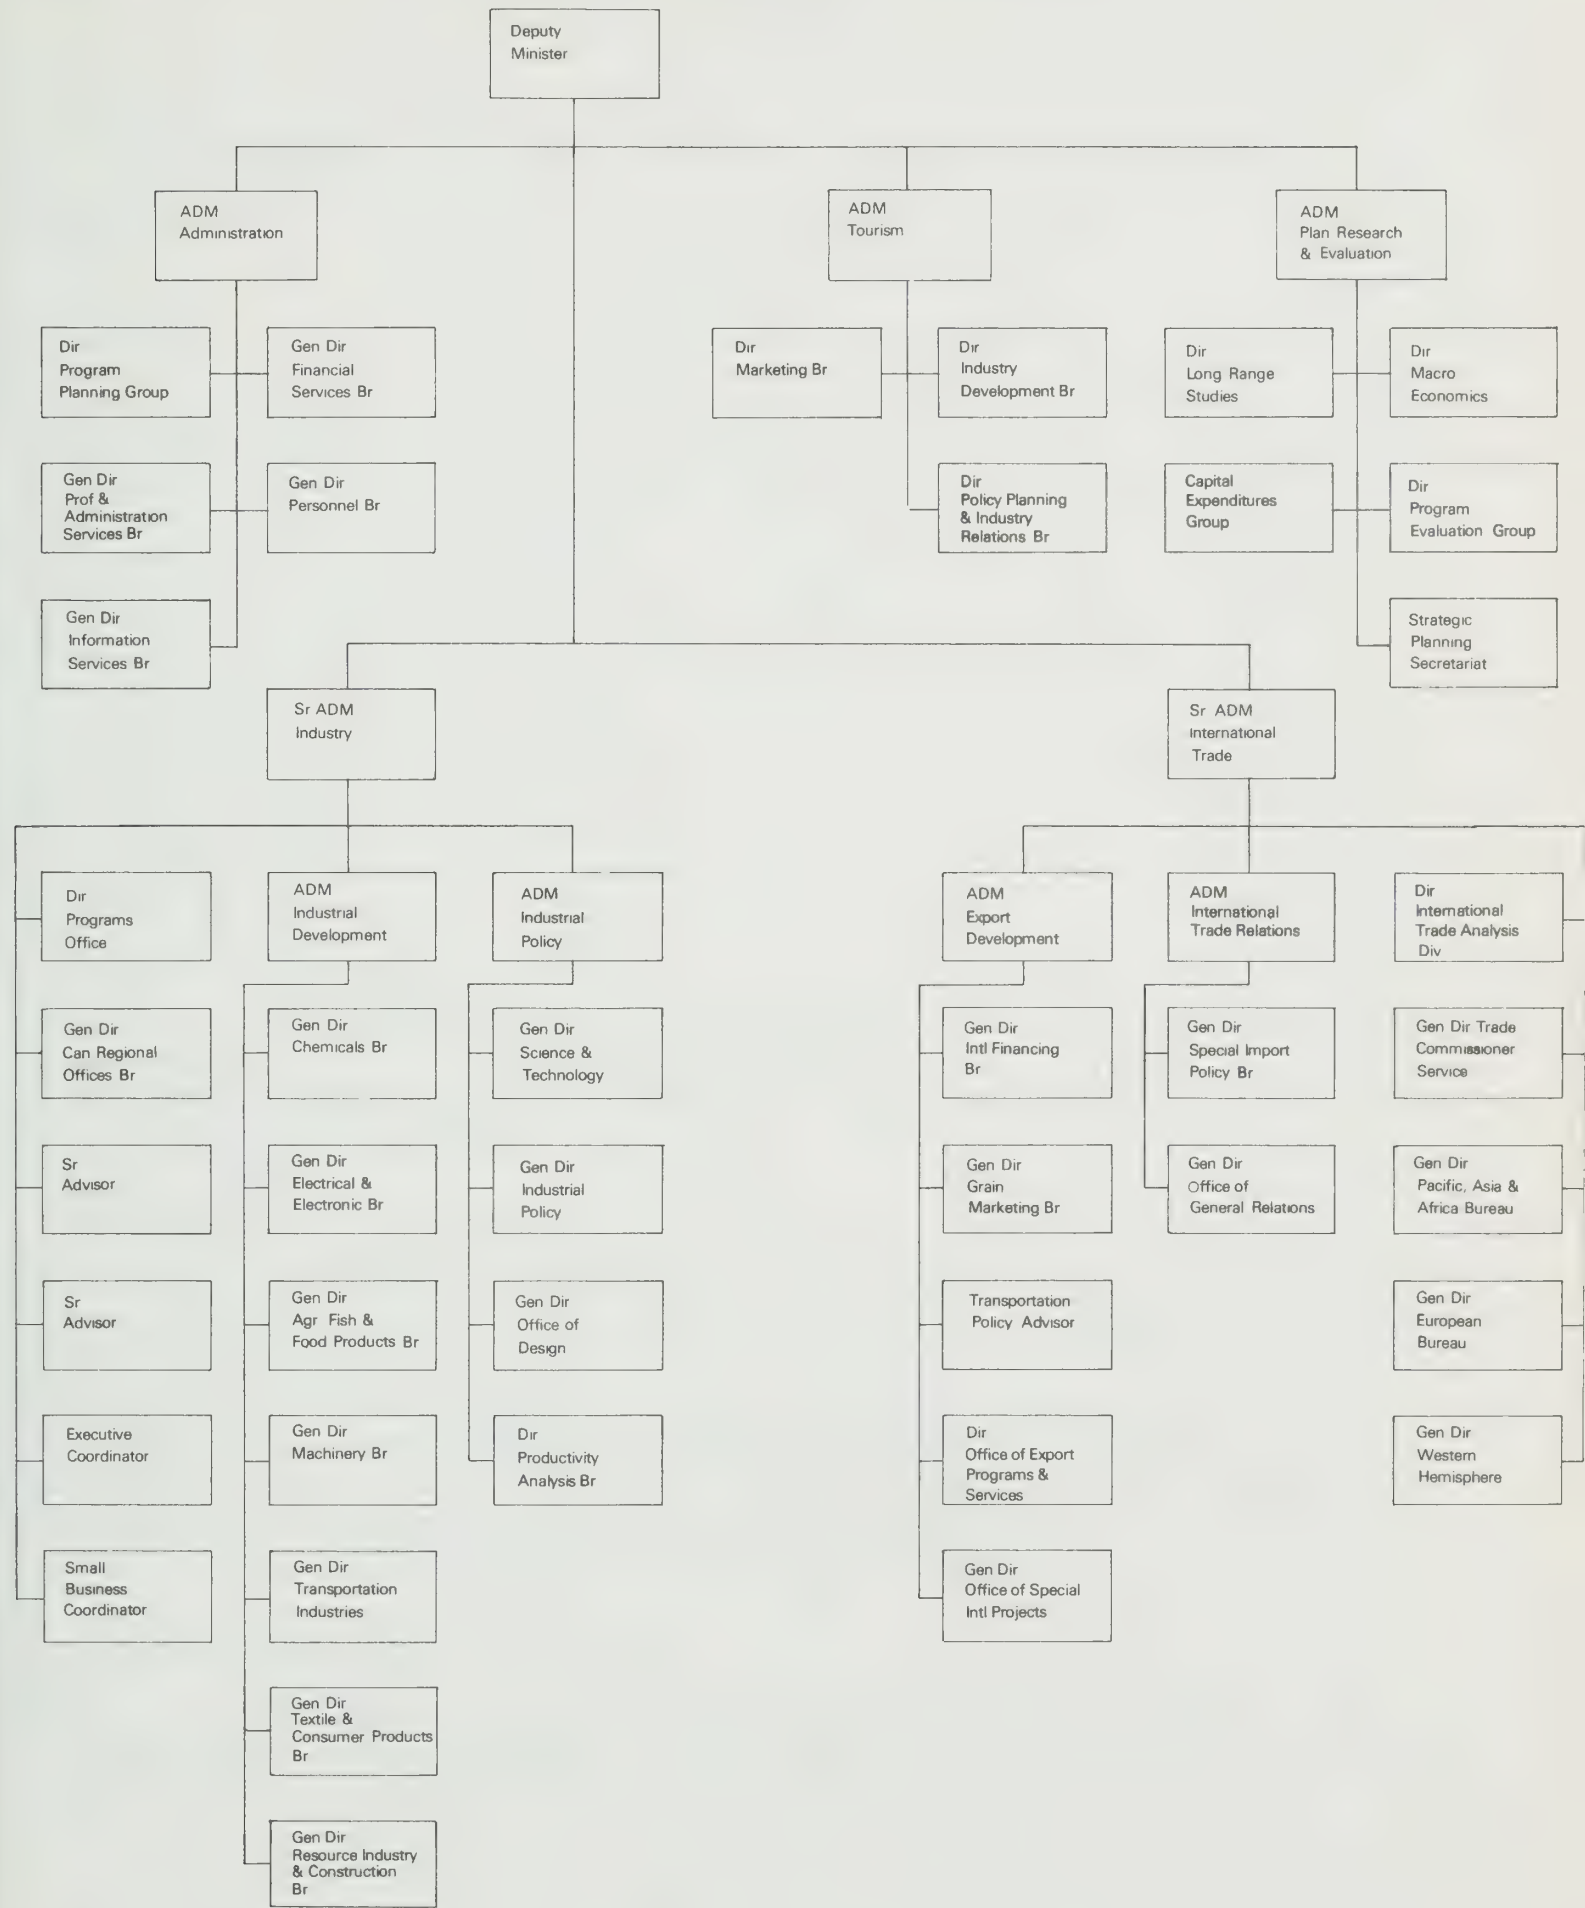 Deputy
Minister
ADM
Administration
ADM
Tourism
ADM
Plan Research
& Evaluation
Dir
Program
Planning Group
Gen Dir
Financial
Services Br
Dir
Marketing Br
Dir
Industry
Development Br
Dir
Long Range
Studies
Dir
Macro
Economics
Gen Dir
Prof &
Administration
Services Br
Gen Dir
Personnel Br
Dir
Policy Planning
& Industry
Relations Br
Capital
Expenditures
Group
Dir
Program
Evaluation Group
Gen Dir
Information
Services Br
Strategic
Planning
Secretariat
Sr ADM
Industry
Sr ADM
International
Trade
Dir
Programs
Office
ADM
Industrial
Development
ADM
Industrial
Policy
ADM
Export
Development
ADM
International
Trade Relations
Dir
International
Trade Analysis
Div
Gen Dir
Can Regional
Offices Br
Gen Dir
Chemicals Br
Gen Dir
Science &
Technology
Gen Dir
Intl Financing
Br
Gen Dir
Special Import
Policy Br
Gen Dir Trade
Commissioner
Service
Sr
Advisor
Gen Dir
Electrical &
Electronic Br
Gen Dir
Industrial
Policy
Gen Dir
Grain
Marketing Br
Gen Dir
Office of
General Relations
Gen Dir
Pacific, Asia &
Africa Bureau
Sr
Advisor
Gen Dir
Agr Fish &
Food Products Br
Gen Dir
Office of
Design
Transportation
Policy Advisor
Gen Dir
European
Bureau
Executive
Coordinator
Gen Dir
Machinery Br
Dir
Productivity
Analysis Br
Dir
Office of Export
Programs &
Services
Gen Dir
Western
Hemisphere
Small
Business
Coordinator
Gen Dir
Transportation
Industries
Gen Dir
Office of Special
Intl Projects
Gen Dir
Textile &
Consumer Products
Br
Gen Dir
Resource Industry
& Construction
Br